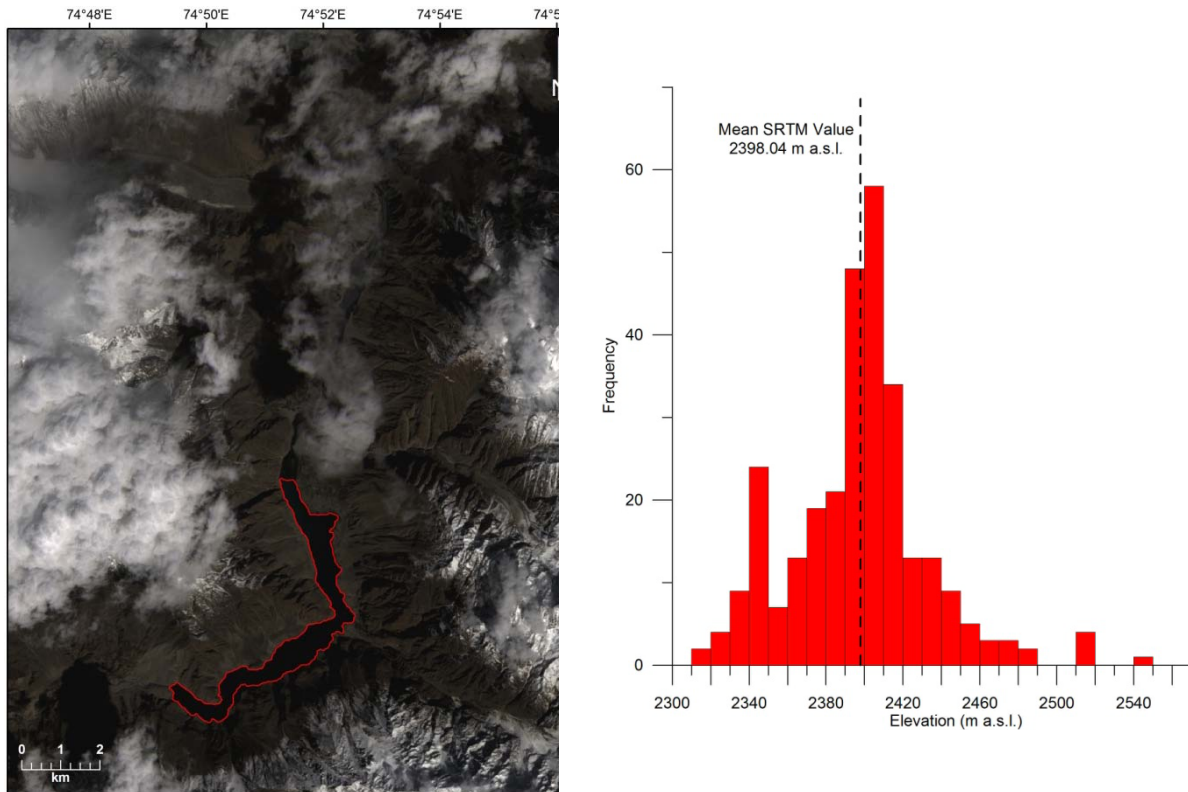 74°48'E 74°50'E 74°52'E 74°54'E
0 1 2
km
Mean SRTM Value
2398.04 m a.s.l.
60
40
20
0
Frequency
2300 2340 2380 2420 2460 2500 2540
Elevation (m a.s.l.)